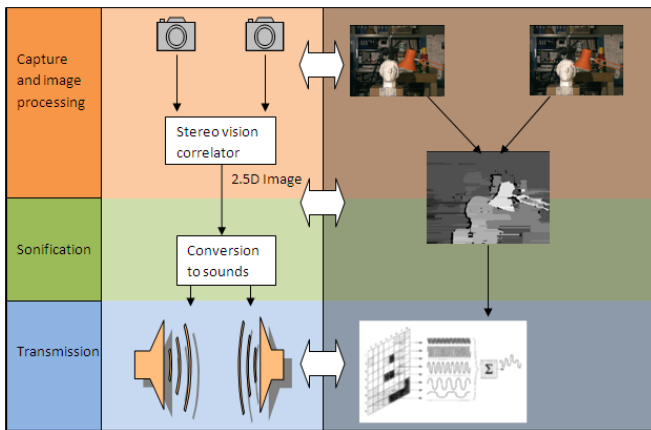 Capture
and image
processing
Stereo vision
correlator
2.5D Image
Sonification
Conversion
to sounds
Transmission
Σ